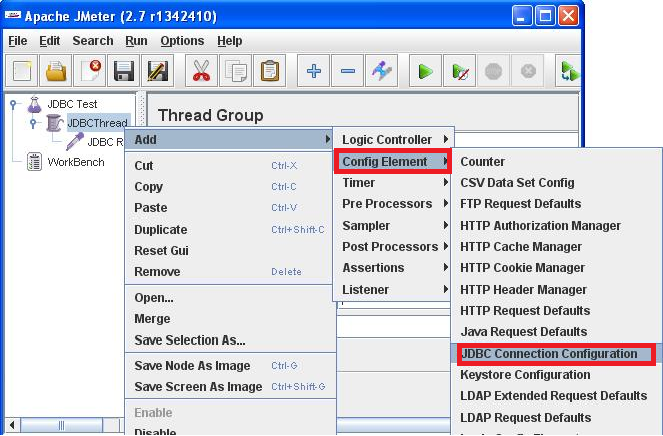 Apache JMeter (2.7 r1342410)
File Edit Search Run Options Help
JDBC Test
JDBCThread
JDBC R
WorkBench
Thread Group
Add
Cut Ctrl-X
Copy Ctrl-C
Paste Ctrl-V
Duplicate Ctrl+Shift-C
Reset Gui
Remove Delete
Open...
Merge
Save Selection As...
Save Node As Image Ctrl-G
Save Screen As Image Ctrl+Shift-G
Enable
Disable
Logic Controller
Config Element
Timer
Pre Processors
Sampler
Post Processors
Assertions
Listener
Counter
CSV Data Set Config
FTP Request Defaults
HTTP Authorization Manager
HTTP Cache Manager
HTTP Cookie Manager
HTTP Header Manager
HTTP Request Defaults
Java Request Defaults
JDBC Connection Configuration
Keystore Configuration
LDAP Extended Request Defaults
LDAP Request Defaults